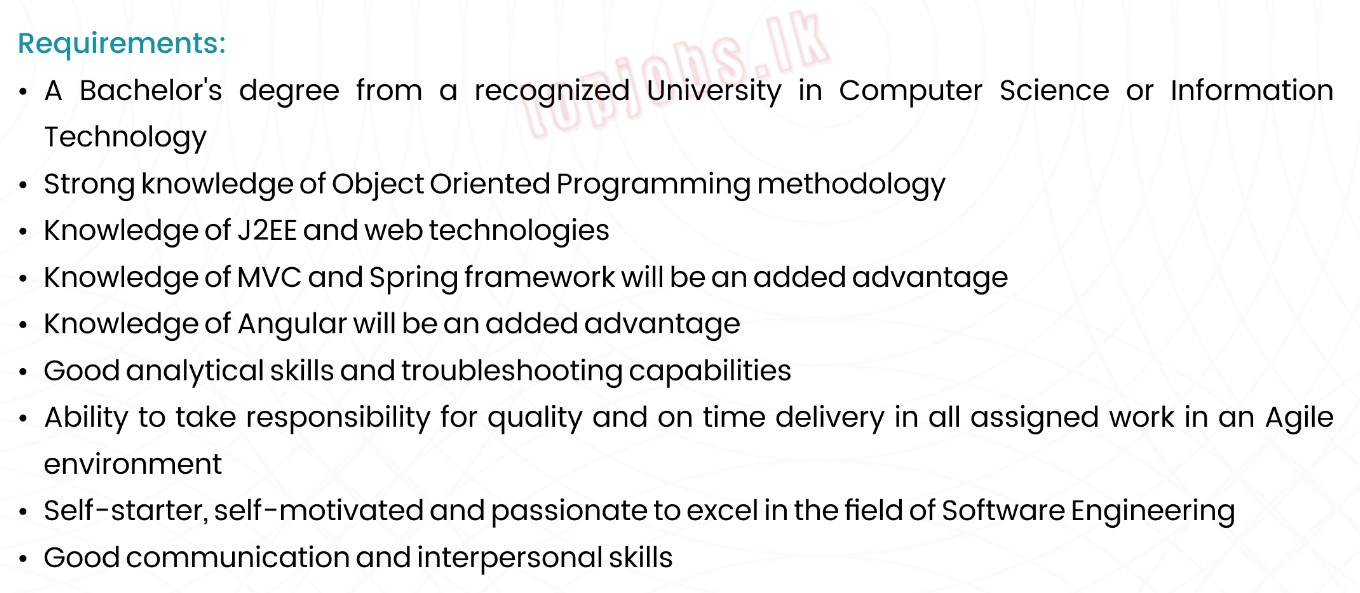 Topjobs.lk
Requirements:
• A Bachelor's degree from a recognized University in Computer Science or Information
Technology
• Strong knowledge of Object Oriented Programming methodology
• Knowledge of J2EE and web technologies
• Knowledge of MVC and Spring framework will be an added advantage
• Knowledge of Angular will be an added advantage
• Good analytical skills and troubleshooting capabilities
• Ability to take responsibility for quality and on time delivery in all assigned work in an Agile
environment
• Self-starter, self-motivated and passionate to excel in the field of Software Engineering
• Good communication and interpersonal skills